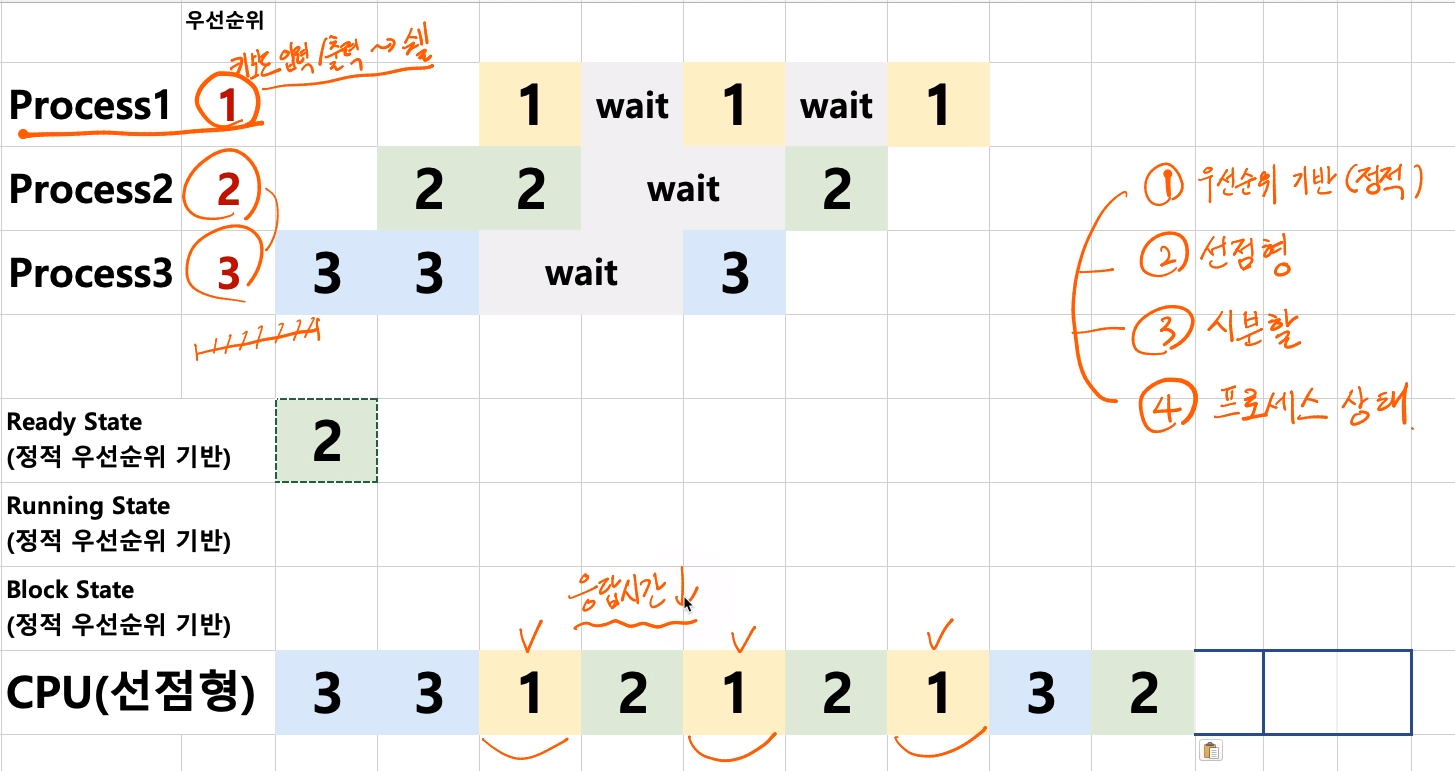 우선순위
키보드 입력/출력 → 쉘
Process1 1 1 wait 1 wait 1
Process2 2 2 2 wait 2
Process3 3 3 3 wait 3
① 우선순위 기반 (정적)
② 선점형
③ 시분할
④ 프로세스 상태.
Ready State
(정적 우선순위 기반) 2
Running State
(정적 우선순위 기반)
Block State
(정적 우선순위 기반)
응답시간 ↓
CPU(선점형) 3 3 1 2 1 2 1 3 2